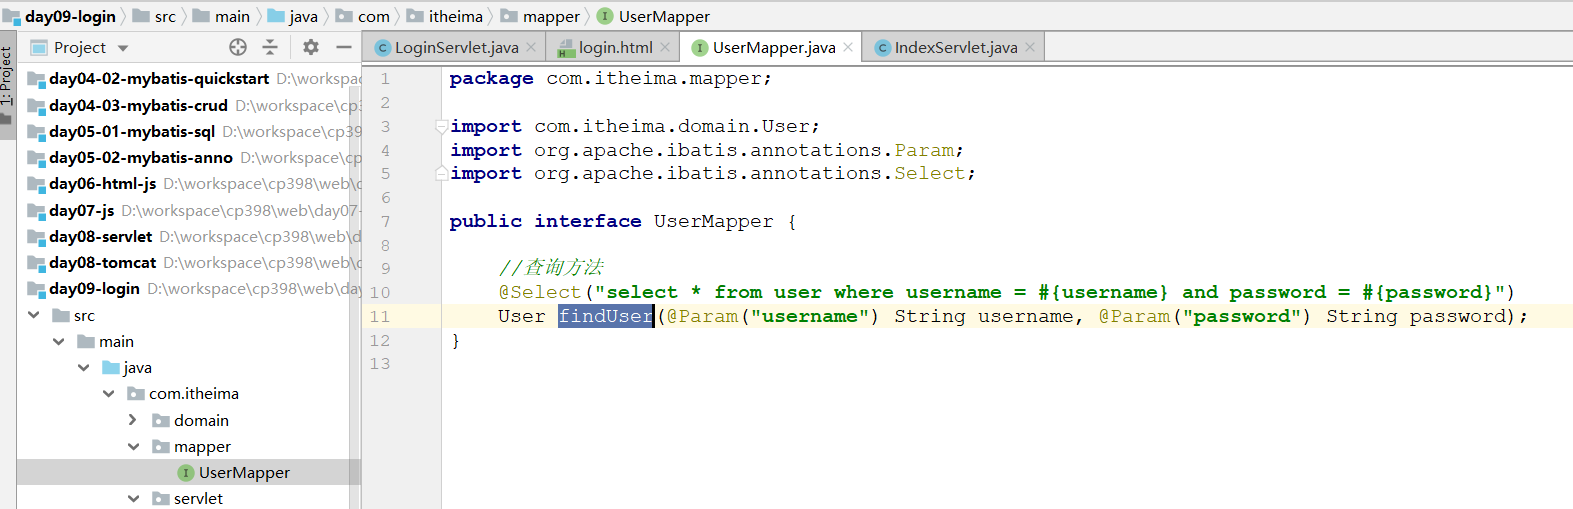 day09-login src main java com itheima mapper UserMapper
1: Project
Project
LoginServlet.java login.html UserMapper.java IndexServlet.java
day04-02-mybatis-quickstart D:\workspac
day04-03-mybatis-crud D:\workspace\cp3
day05-01-mybatis-sql D:\workspace\cp39
day05-02-mybatis-anno D:\workspace\cp
day06-html-js D:\workspace\cp398\web\d
day07-js D:\workspace\cp398\web\day07-
day08-servlet D:\workspace\cp398\web\d
day08-tomcat D:\workspace\cp398\web\d
day09-login D:\workspace\cp398\web\day
src
main
java
com.itheima
domain
mapper
UserMapper
servlet
1 package com.itheima.mapper;
2
3 import com.itheima.domain.User;
4 import org.apache.ibatis.annotations.Param;
5 import org.apache.ibatis.annotations.Select;
6
7 public interface UserMapper {
8
9 //查询方法
10 @Select("select * from user where username = #{username} and password = #{password}")
11 User findUser(@Param("username") String username, @Param("password") String password);
12 }
13